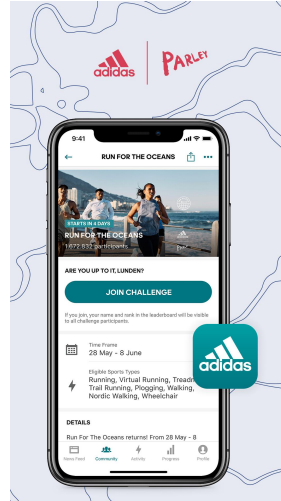 adidas
PARLEY
9:41
RUN FOR THE OCEANS
STARTS IN 4 DAYS
RUN FOR THE OCEANS
1.672.832 participants
ARE YOU UP TO IT, LUNDEN?
JOIN CHALLENGE
If you join, your name and rank in the leaderboard will be visible
to all challenge participants.
Time Frame
28 May - 8 June
adidas
Eligible Sports Types
Running, Virtual Running, Treadm
Trail Running, Plogging, Walking,
Nordic Walking, Wheelchair
DETAILS
Run For The Oceans returns! From 28 May - 8
News Feed
Community
Activity
Progress
Profile